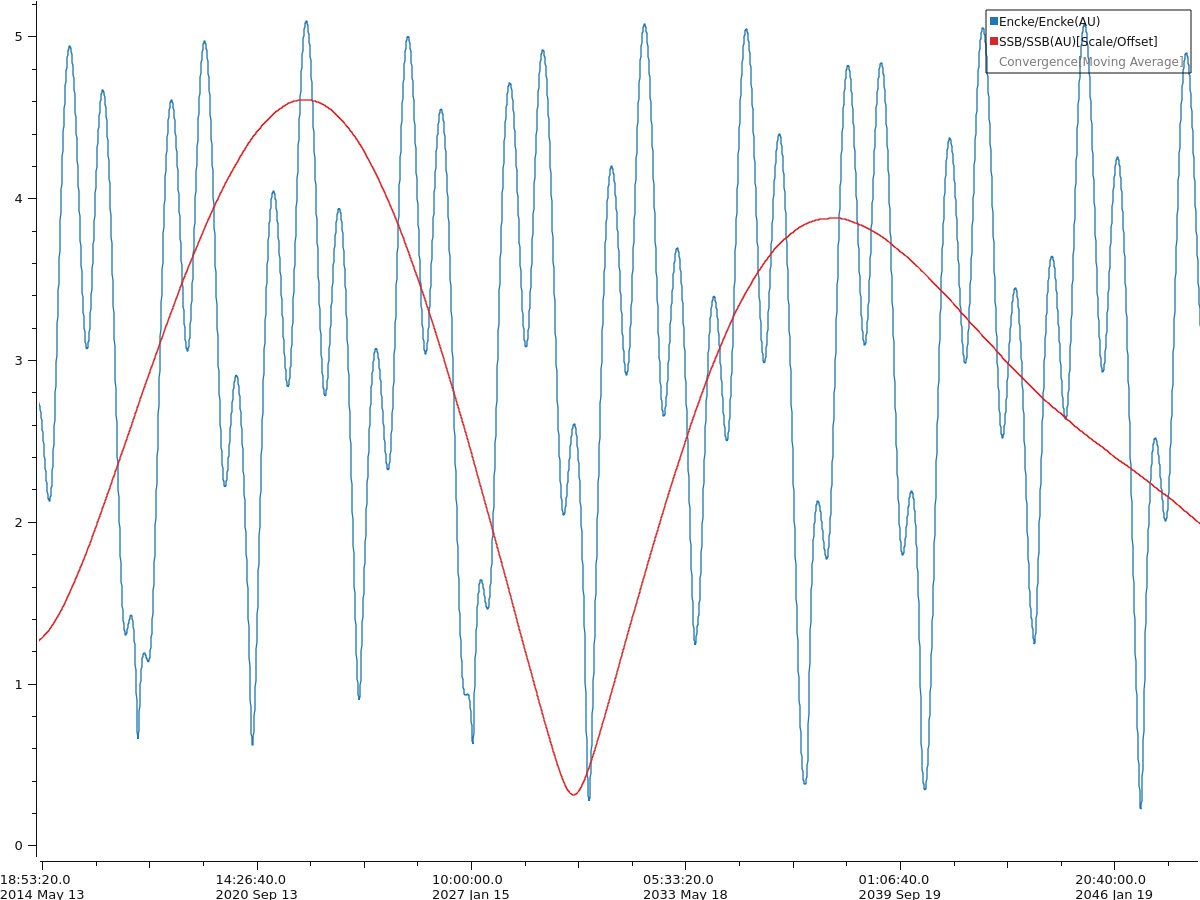 Encke/Encke(AU)
SSB/SSB(AU)[Scale/Offset]
Convergence[Moving Average]
5
4
3
2
1
0
18:53:20.0 14:26:40.0 10:00:00.0 05:33:20.0 01:06:40.0 20:40:00.0
2014 May 13 2020 Sep 13 2027 Jan 15 2033 May 18 2039 Sep 19 2046 Jan 19